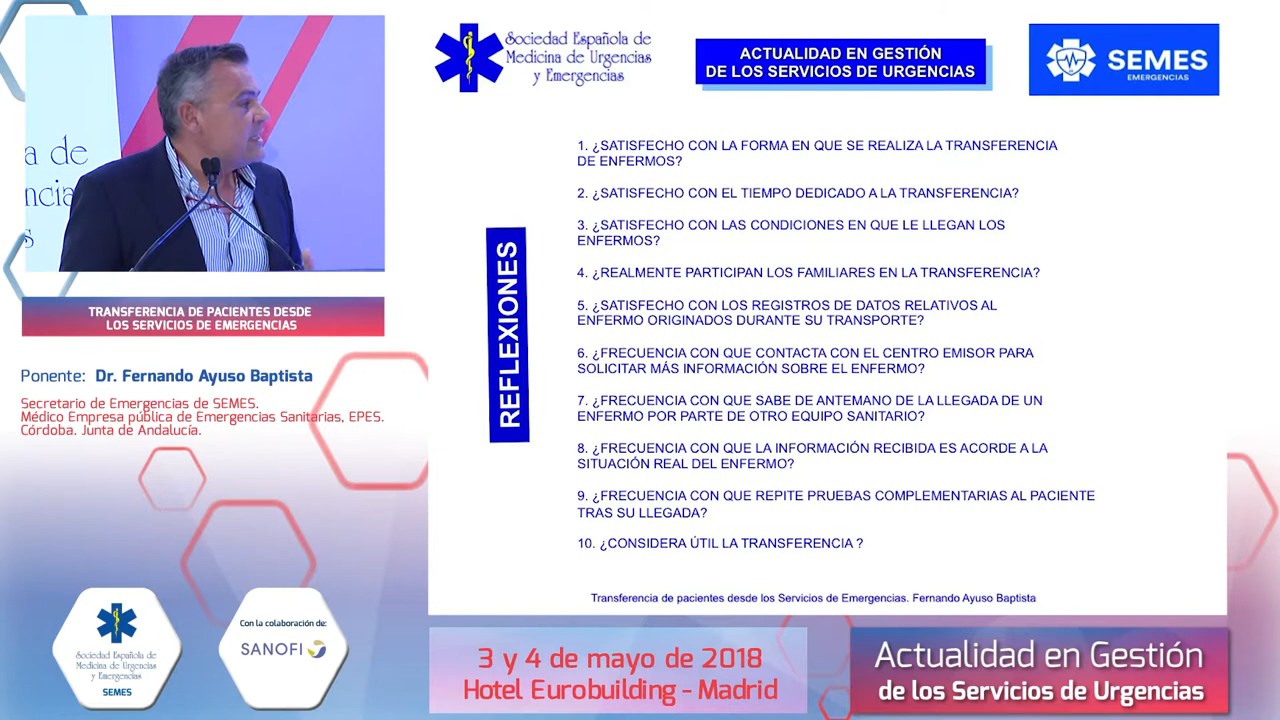 a de
ncia
s
TRANSFERENCIA DE PACIENTES DESDE
LOS SERVICIOS DE EMERGENCIAS
Ponente: Dr. Fernando Ayuso Baptista
Secretario de Emergencias de SEMES.
Médico Empresa pública de Emergencias Sanitarias, EPES.
Córdoba. Junta de Andalucía.
Sociedad Española de
Medicina de Urgencias
y Emergencias
SEMES
Con la colaboración de:
SANOFI
Sociedad Española de
Medicina de Urgencias
y Emergencias
ACTUALIDAD EN GESTIÓN
DE LOS SERVICIOS DE URGENCIAS
SEMES
EMERGENCIAS
REFLEXIONES
1. ¿SATISFECHO CON LA FORMA EN QUE SE REALIZA LA TRANSFERENCIA
DE ENFERMOS?
2. ¿SATISFECHO CON EL TIEMPO DEDICADO A LA TRANSFERENCIA?
3. ¿SATISFECHO CON LAS CONDICIONES EN QUE LE LLEGAN LOS
ENFERMOS?
4. ¿REALMENTE PARTICIPAN LOS FAMILIARES EN LA TRANSFERENCIA?
5. ¿SATISFECHO CON LOS REGISTROS DE DATOS RELATIVOS AL
ENFERMO ORIGINADOS DURANTE SU TRANSPORTE?
6. ¿FRECUENCIA CON QUE CONTACTA CON EL CENTRO EMISOR PARA
SOLICITAR MÁS INFORMACIÓN SOBRE EL ENFERMO?
7. ¿FRECUENCIA CON QUE SABE DE ANTEMANO DE LA LLEGADA DE UN
ENFERMO POR PARTE DE OTRO EQUIPO SANITARIO?
8. ¿FRECUENCIA CON QUE LA INFORMACIÓN RECIBIDA ES ACORDE A LA
SITUACIÓN REAL DEL ENFERMO?
9. ¿FRECUENCIA CON QUE REPITE PRUEBAS COMPLEMENTARIAS AL PACIENTE
TRAS SU LLEGADA?
10. ¿CONSIDERA ÚTIL LA TRANSFERENCIA ?
Transferencia de pacientes desde los Servicios de Emergencias. Fernando Ayuso Baptista
3 y 4 de mayo de 2018
Hotel Eurobuilding - Madrid
Actualidad en Gestión
de los Servicios de Urgencias